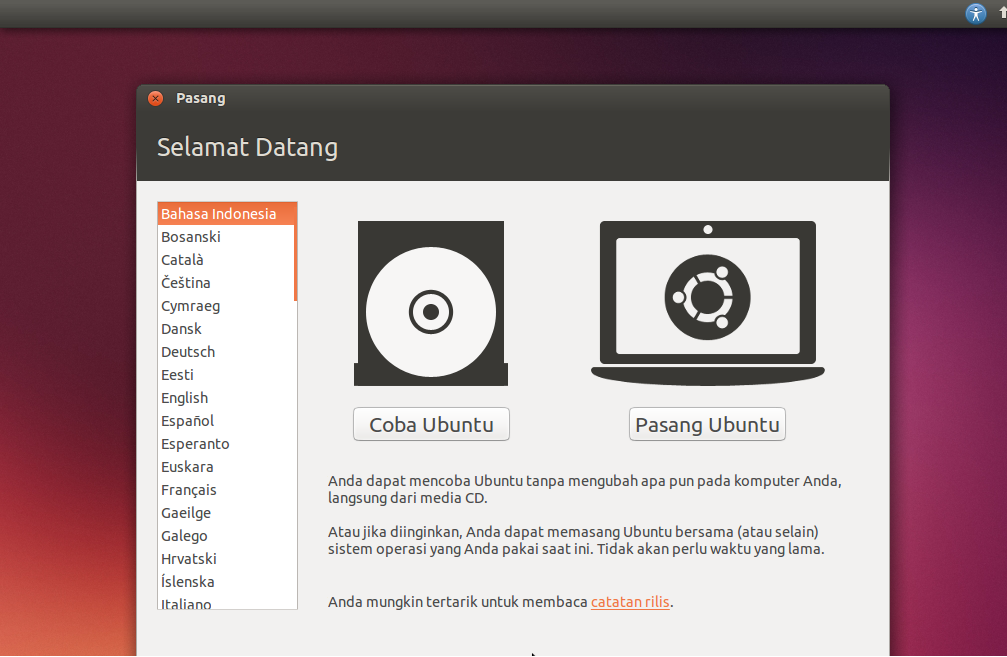 Pasang
Selamat Datang
Bahasa Indonesia
Bosanski
Català
Čeština
Cymraeg
Dansk
Deutsch
Eesti
English
Español
Esperanto
Euskara
Français
Gaeilge
Galego
Hrvatski
Íslenska
Italiano
Coba Ubuntu
Pasang Ubuntu
Anda dapat mencoba Ubuntu tanpa mengubah apa pun pada komputer Anda,
langsung dari media CD.
Atau jika diinginkan, Anda dapat memasang Ubuntu bersama (atau selain)
sistem operasi yang Anda pakai saat ini. Tidak akan perlu waktu yang lama.
Anda mungkin tertarik untuk membaca catatan rilis.